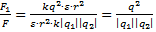 F₁/F = kq²·ε·r² / ε·r²·k|q₁||q₂| = q² / |q₁||q₂|